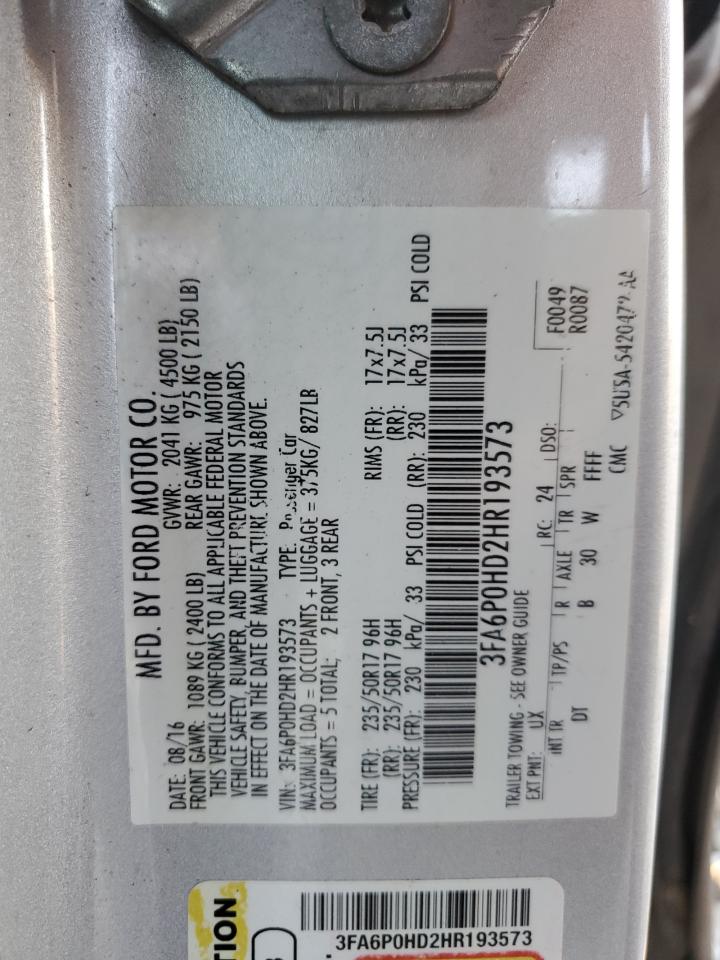 MFD. BY FORD MOTOR CO.
DATE: 08/16 GVWR: 2041 KG ( 4500 LB)
FRONT GAWR: 1089 KG ( 2400 LB) REAR GAWR: 975 KG ( 2150 LB)
THIS VEHICLE CONFORMS TO ALL APPLICABLE FEDERAL MOTOR
VEHICLE SAFETY, BUMPER, AND THEFT PREVENTION STANDARDS
IN EFFECT ON THE DATE OF MANUFACTURE SHOWN ABOVE.
VIN: 3FA6P0HD2HR193573 TYPE: Passenger Car
MAXIMUM LOAD = OCCUPANTS + LUGGAGE = 375KG/ 827LB
OCCUPANTS = 5 TOTAL; 2 FRONT, 3 REAR
TIRE (FR): 235/50R17 96H RIMS (FR): 17x7.5J
(RR): 235/50R17 96H (RR): 17x7.5J
PRESSURE (FR): 230 kPa/ 33 PSI COLD (RR): 230 kPa/ 33 PSI COLD
3FA6P0HD2HR193573
TRAILER TOWING - SEE OWNER GUIDE
EXT PNT: UX RC: 24 DSO: F0049
R0087
INT TR TP/PS R AXLE TR SPR
DT B 30 W FFFF
CMC ▽5USA-5420472-AA
TION
3FA6P0HD2HR193573